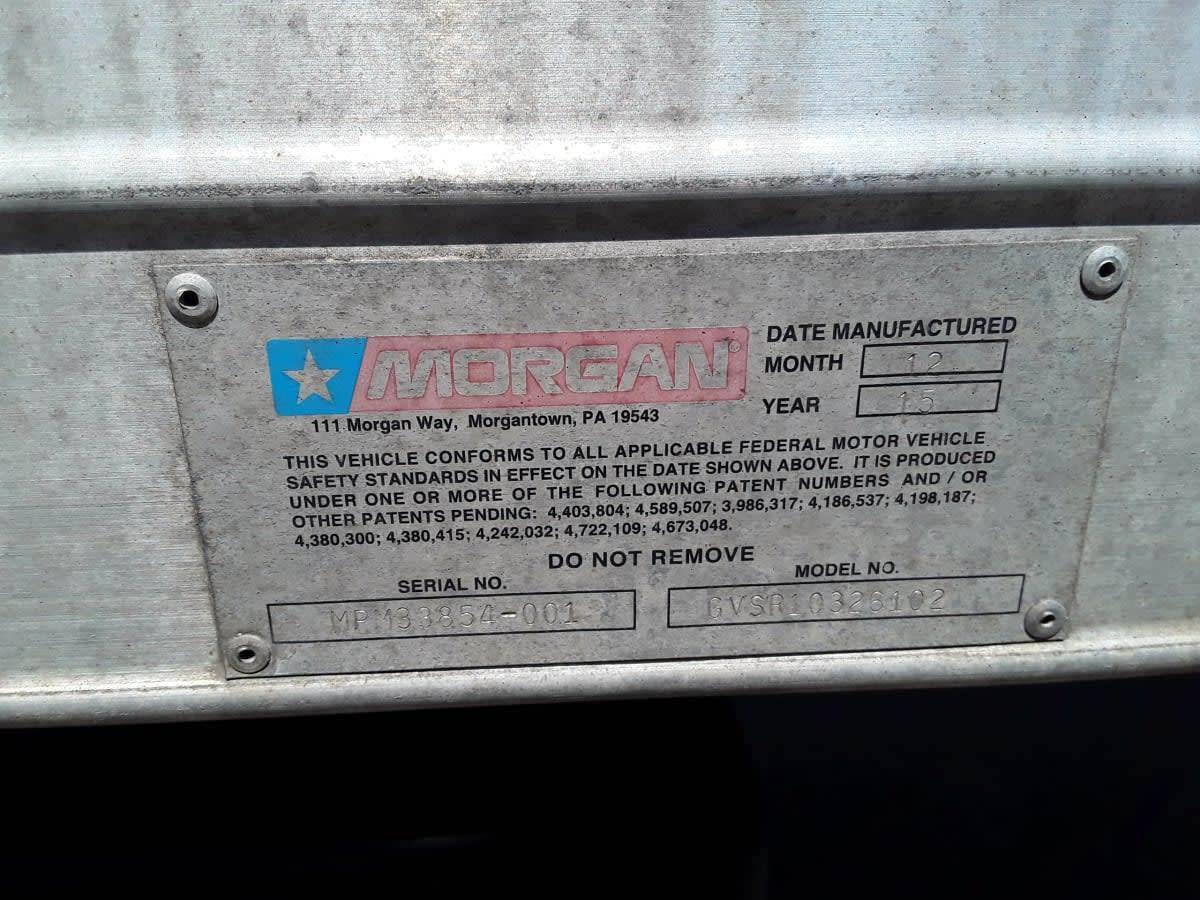 MORGAN®
111 Morgan Way, Morgantown, PA 19543
DATE MANUFACTURED
MONTH 12
YEAR 15
THIS VEHICLE CONFORMS TO ALL APPLICABLE FEDERAL MOTOR VEHICLE
SAFETY STANDARDS IN EFFECT ON THE DATE SHOWN ABOVE. IT IS PRODUCED
UNDER ONE OR MORE OF THE FOLLOWING PATENT NUMBERS AND / OR
OTHER PATENTS PENDING: 4,403,804; 4,589,507; 3,986,317; 4,186,537; 4,198,187;
4,380,300; 4,380,415; 4,242,032; 4,722,109; 4,673,048.
DO NOT REMOVE
SERIAL NO.
MODEL NO.